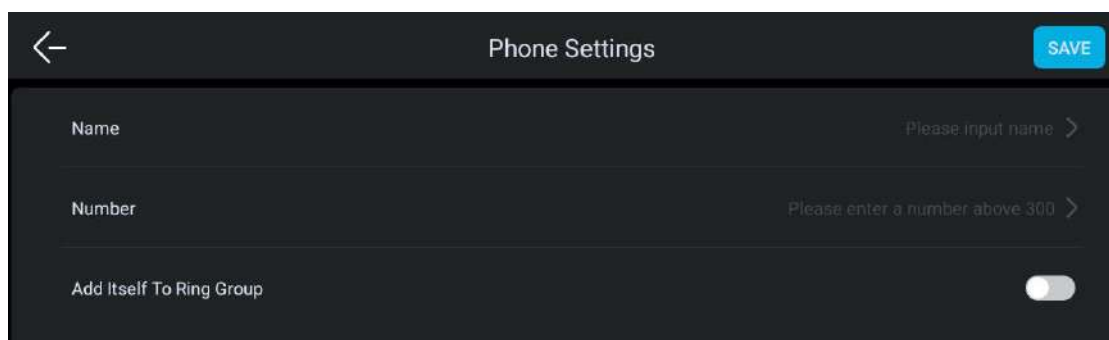 Phone Settings
SAVE
Name
Please input name
Number
Please enter a number above 300
Add Itself To Ring Group